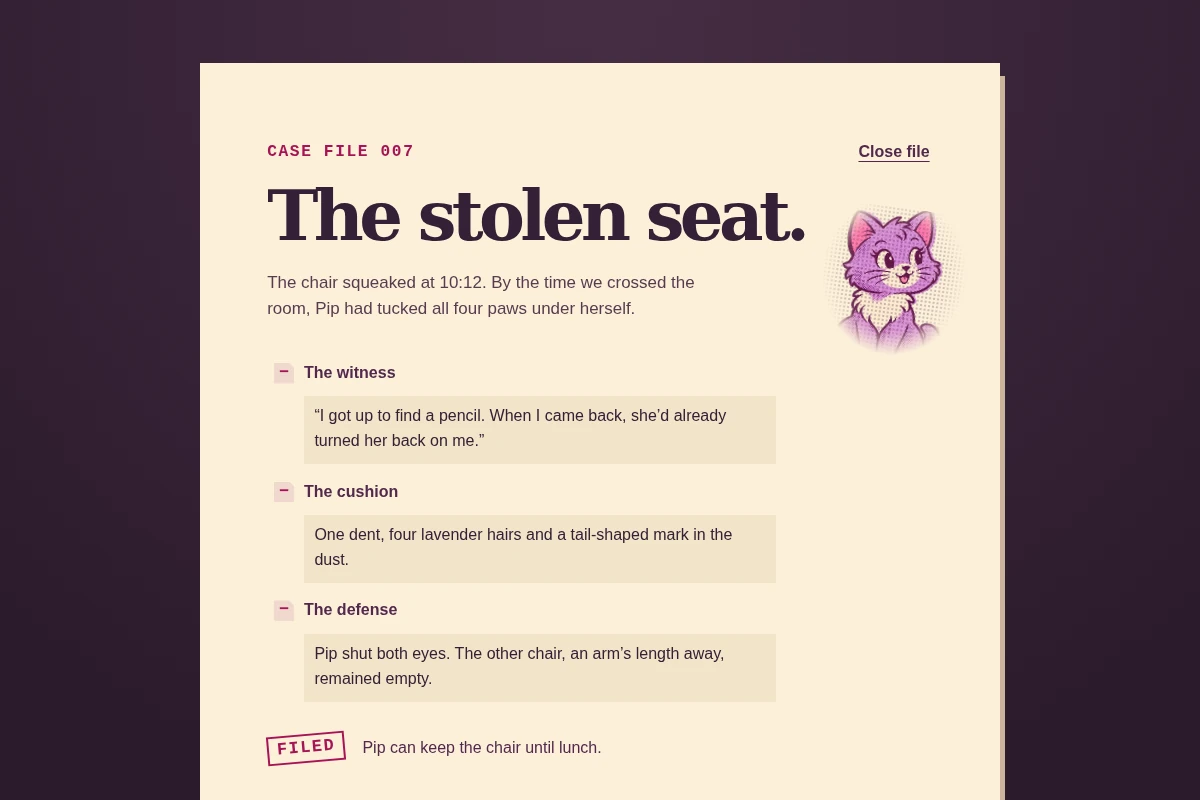 CASE FILE 007
Close file
The stolen seat.
The chair squeaked at 10:12. By the time we crossed the
room, Pip had tucked all four paws under herself.
The witness
“I got up to find a pencil. When I came back, she’d already
turned her back on me.”
The cushion
One dent, four lavender hairs and a tail-shaped mark in the
dust.
The defense
Pip shut both eyes. The other chair, an arm’s length away,
remained empty.
FILED
Pip can keep the chair until lunch.